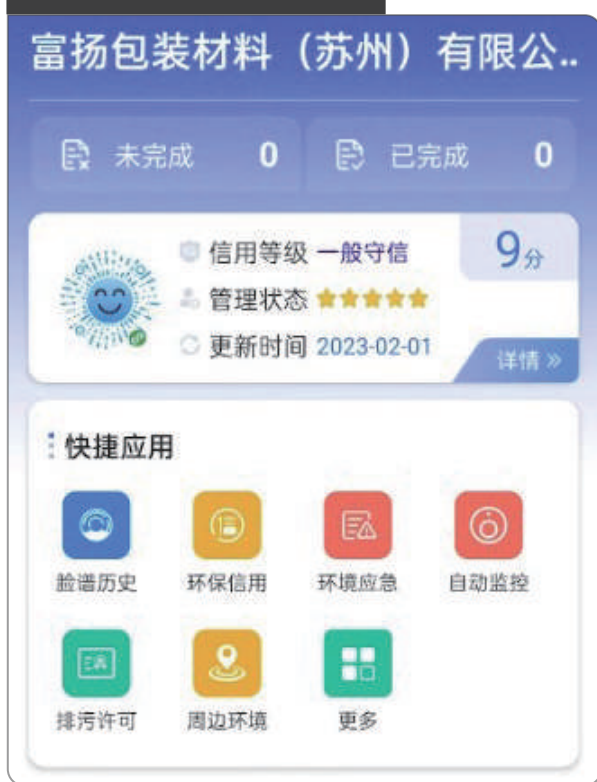 富扬包装材料（苏州）有限公..
未完成 0 已完成 0
信用等级 一般守信 9分
管理状态
更新时间 2023-02-01 详情 »
快捷应用
脸谱历史 环保信用 环境应急 自动监控
排污许可 周边环境 更多